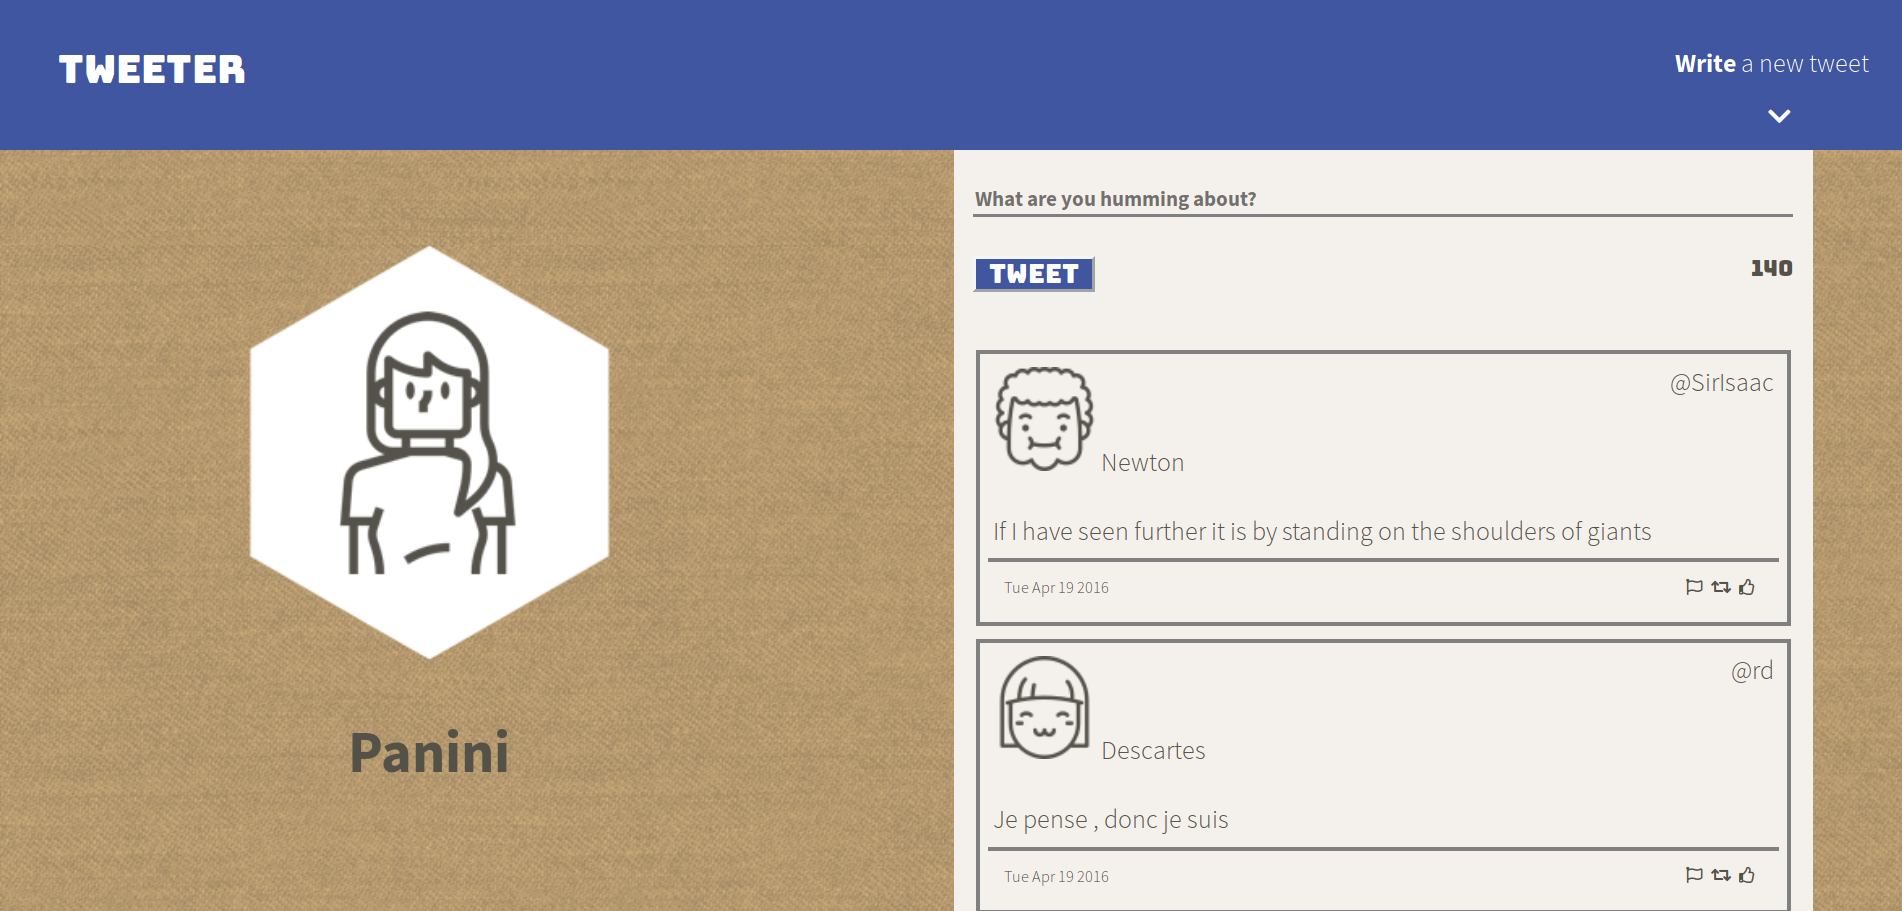 TWEETER
Write a new tweet
What are you humming about?
TWEET
140
@SirIsaac
Newton
If I have seen further it is by standing on the shoulders of giants
Tue Apr 19 2016
@rd
Descartes
Je pense , donc je suis
Tue Apr 19 2016
Panini